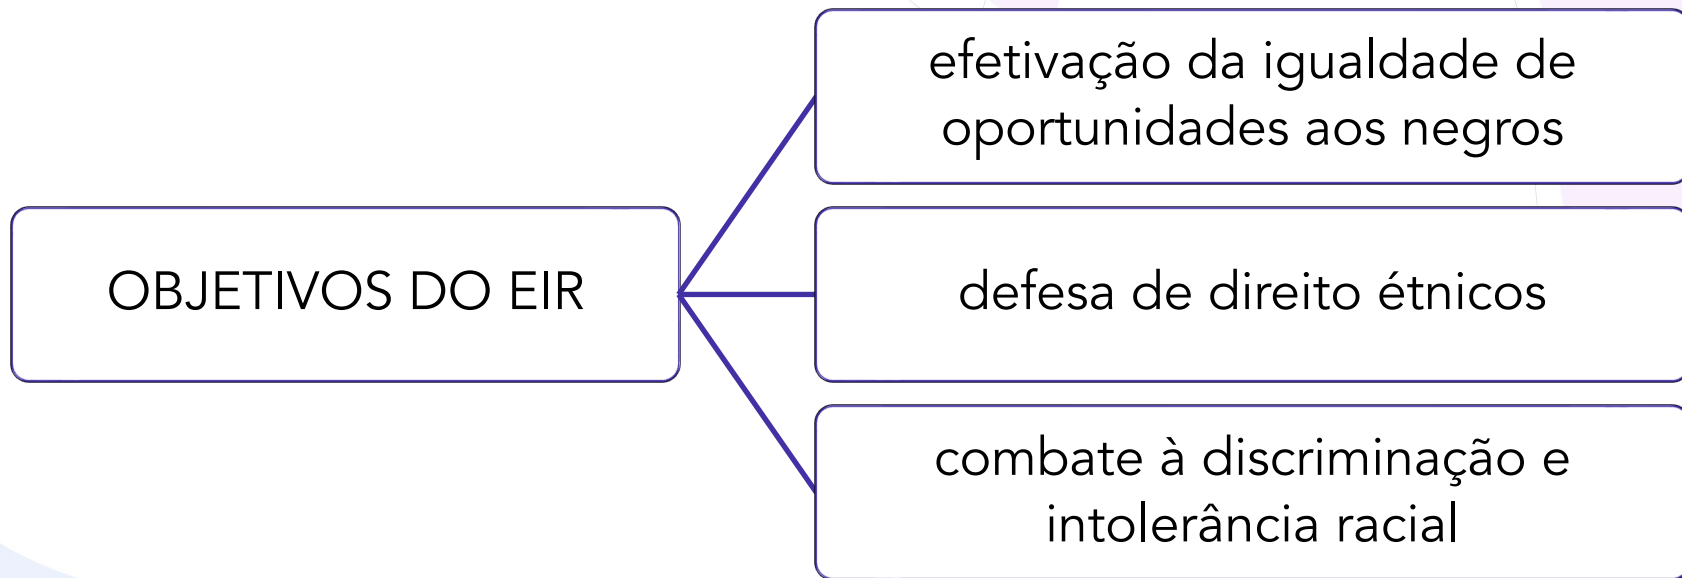 OBJETIVOS DO EIR
efetivação da igualdade de
oportunidades aos negros
defesa de direito étnicos
combate à discriminação e
intolerância racial